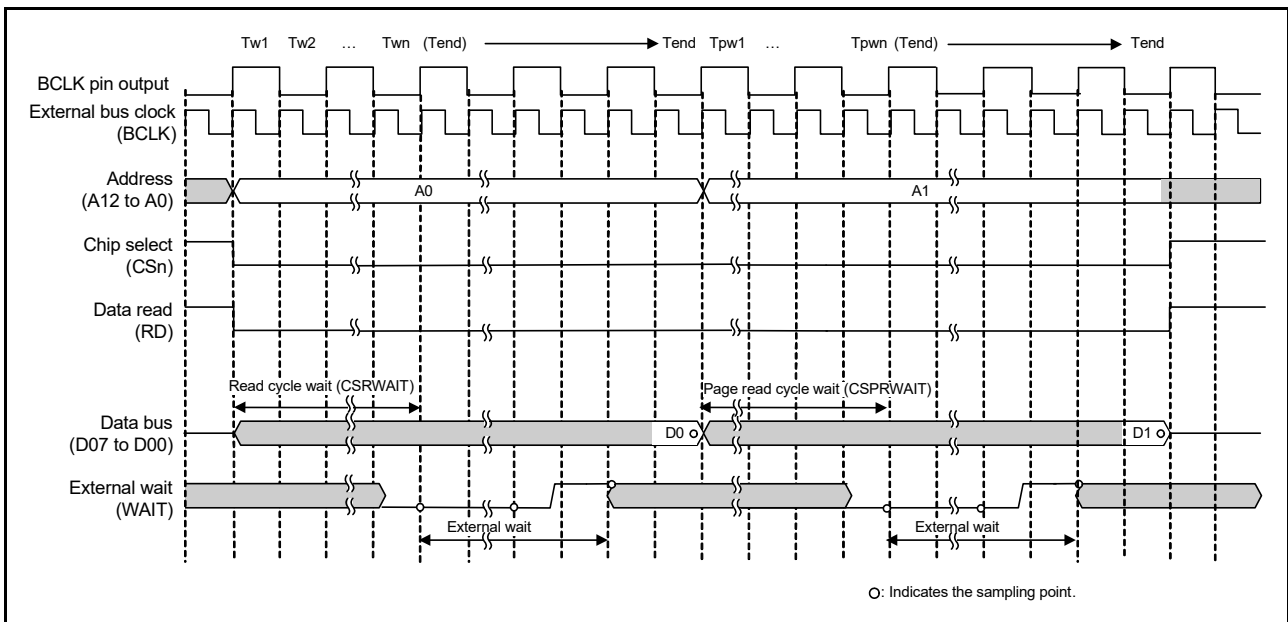 Tw1 Tw2 … Twn (Tend) Tend Tpw1 … Tpwn (Tend) Tend
BCLK pin output
External bus clock
(BCLK)
Address
(A12 to A0)
A0 A1
Chip select
(CSn)
Data read
(RD)
Read cycle wait (CSRWAIT) Page read cycle wait (CSPRWAIT)
Data bus
(D07 to D00)
D0 D1
External wait
(WAIT)
External wait External wait
: Indicates the sampling point.